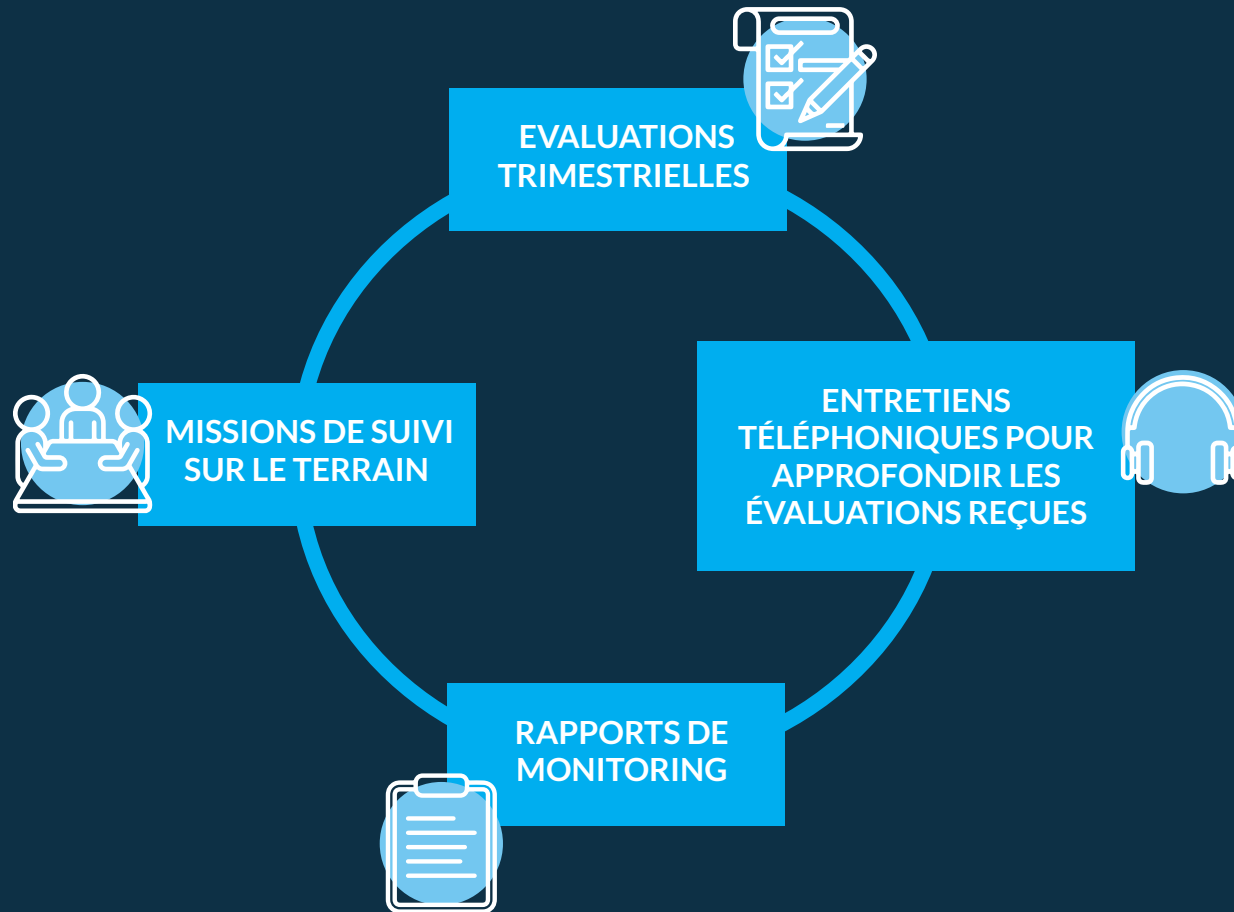 EVALUATIONS
TRIMESTRIELLES
ENTRETIENS
TÉLÉPHONIQUES POUR
APPROFONDIR LES
ÉVALUATIONS REÇUES
MISSIONS DE SUIVI
SUR LE TERRAIN
RAPPORTS DE
MONITORING